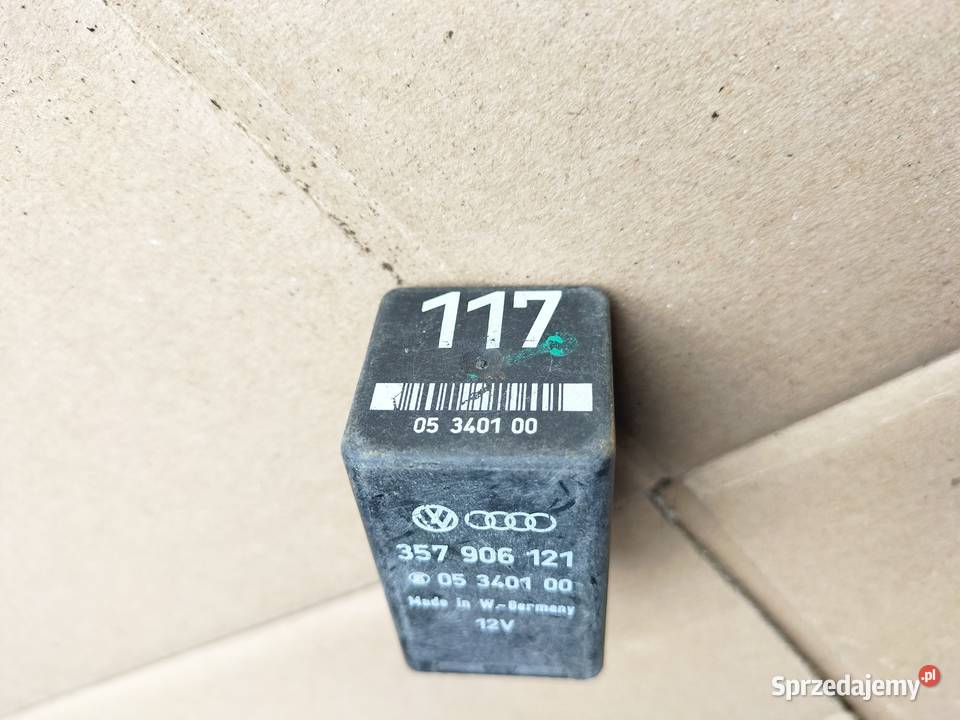 117
05 3401 00
357 906 121
05 3401 00
Made in W.-Germany
12V
Sprzedajemy.pl